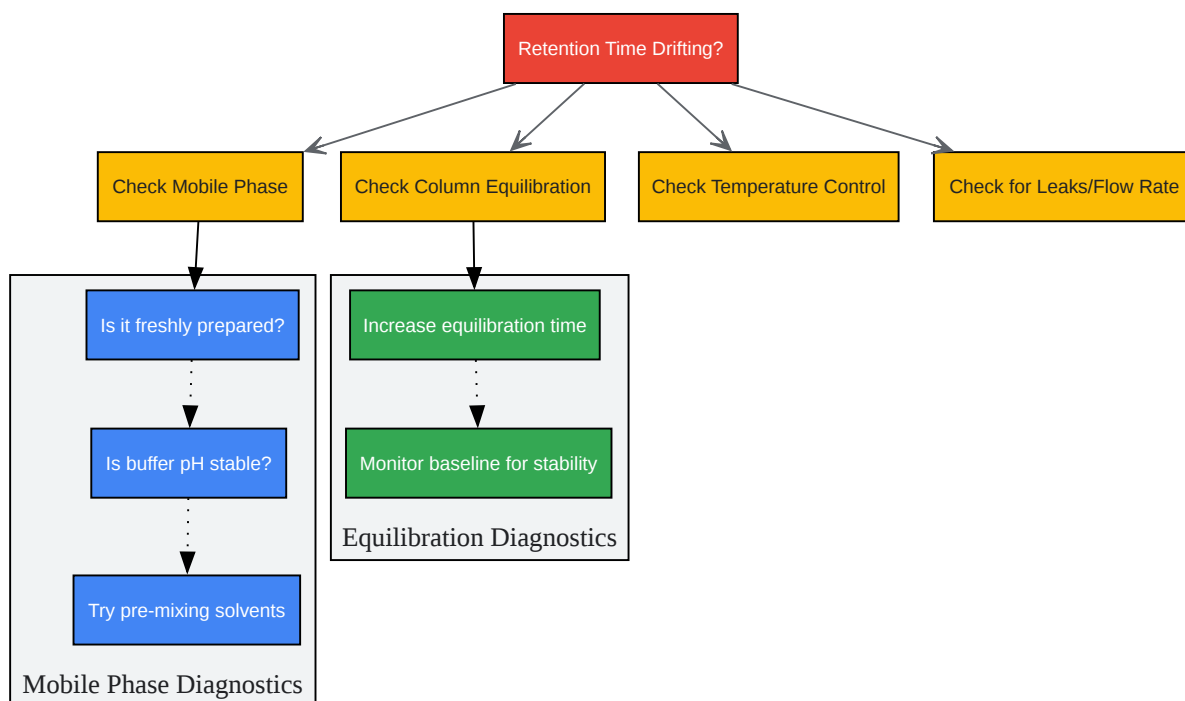 Retention Time Drifting?
Check Mobile Phase
Check Column Equilibration
Check Temperature Control
Check for Leaks/Flow Rate
Is it freshly prepared?
Is buffer pH stable?
Try pre-mixing solvents
Mobile Phase Diagnostics
Increase equilibration time
Monitor baseline for stability
Equilibration Diagnostics